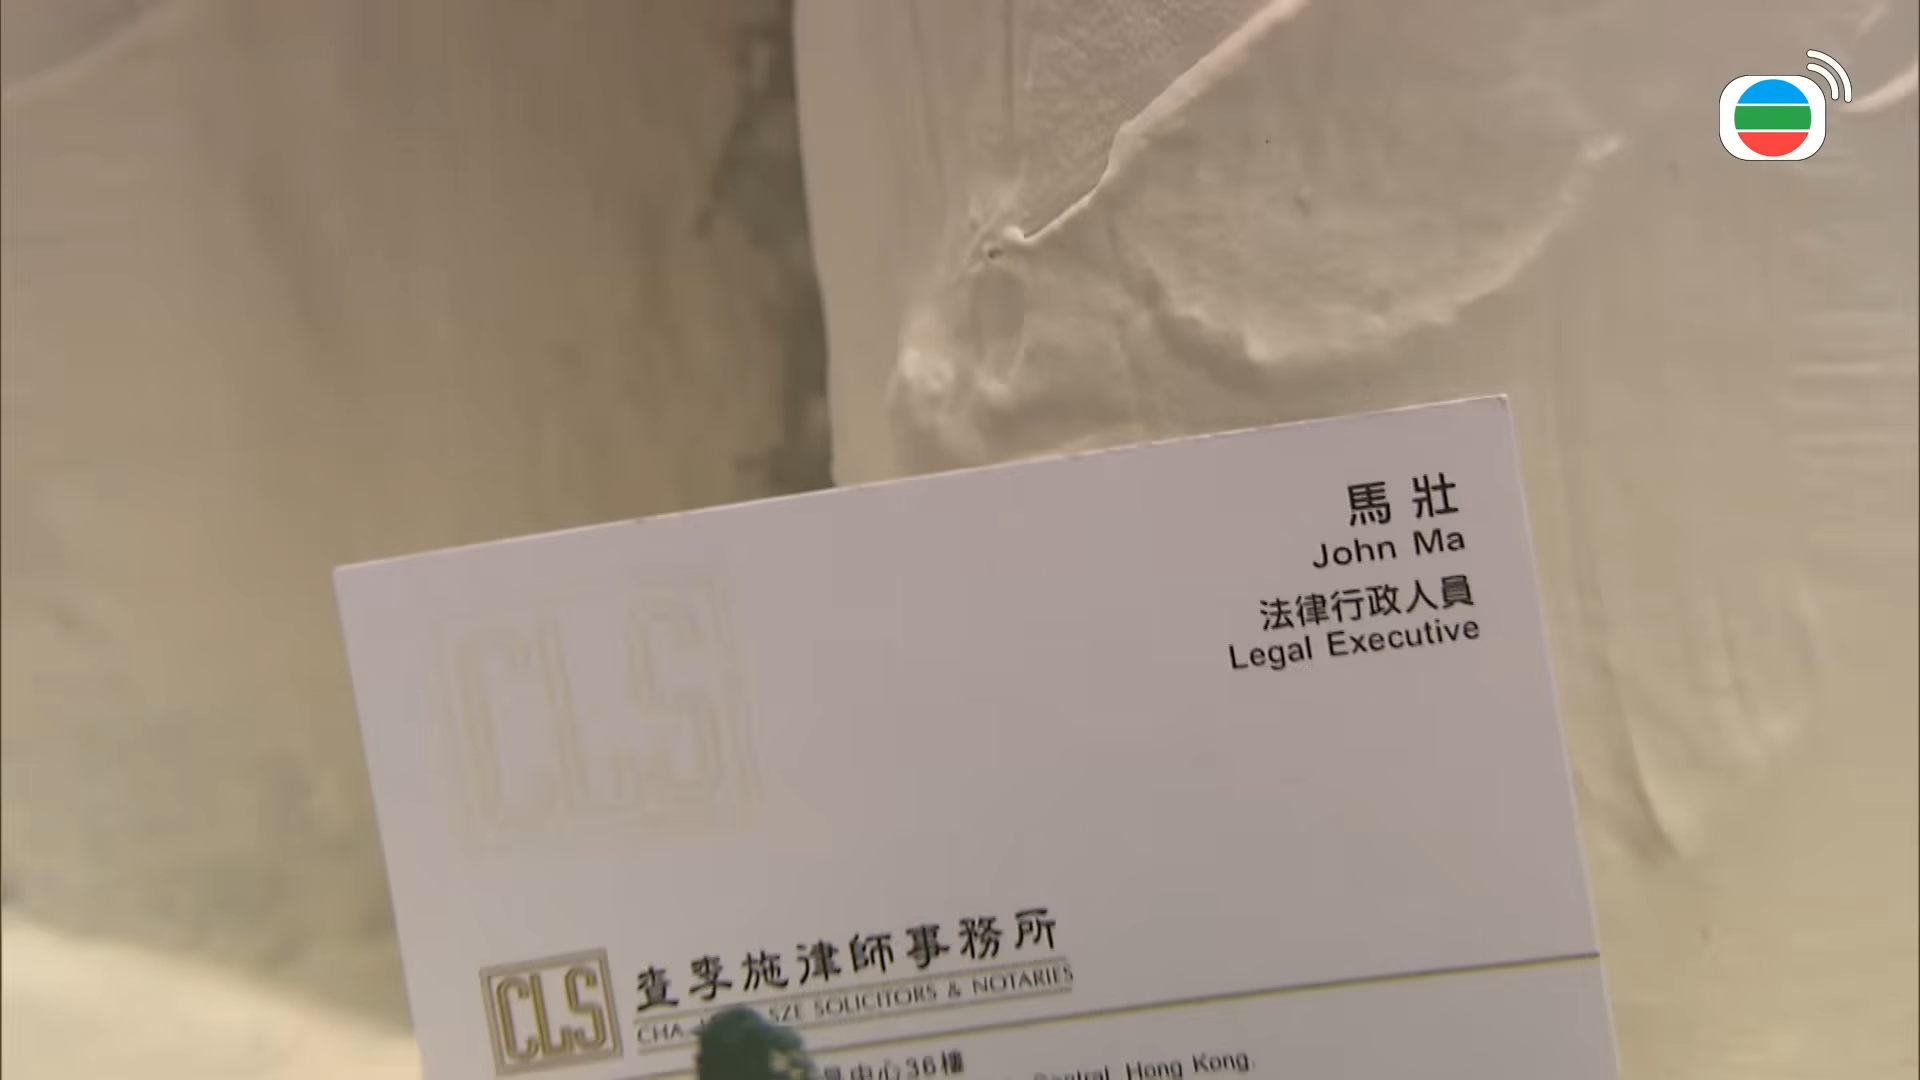 馬壯
John Ma
法律行政人員
Legal Executive
CLS
CLS
查李施律師事務所
SZE SOLICITORS & NOTARIES
中心36樓
Central, Hong Kong.